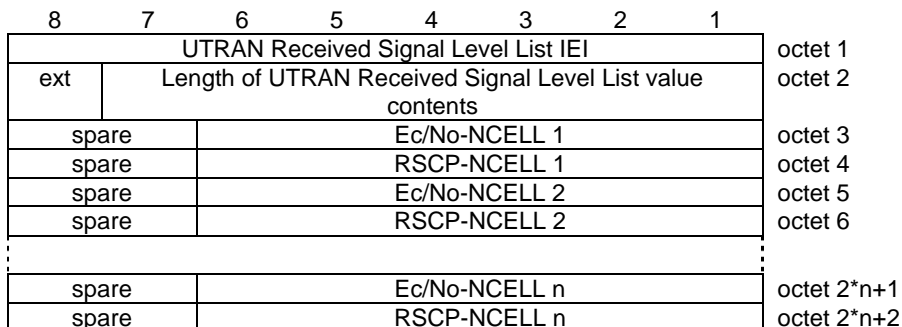 8 7 6 5 4 3 2 1
UTRAN Received Signal Level List IEI octet 1
ext Length of UTRAN Received Signal Level List value octet 2
contents
spare Ec/No-NCELL 1 octet 3
spare RSCP-NCELL 1 octet 4
spare Ec/No-NCELL 2 octet 5
spare RSCP-NCELL 2 octet 6
spare Ec/No-NCELL n octet 2*n+1
spare RSCP-NCELL n octet 2*n+2